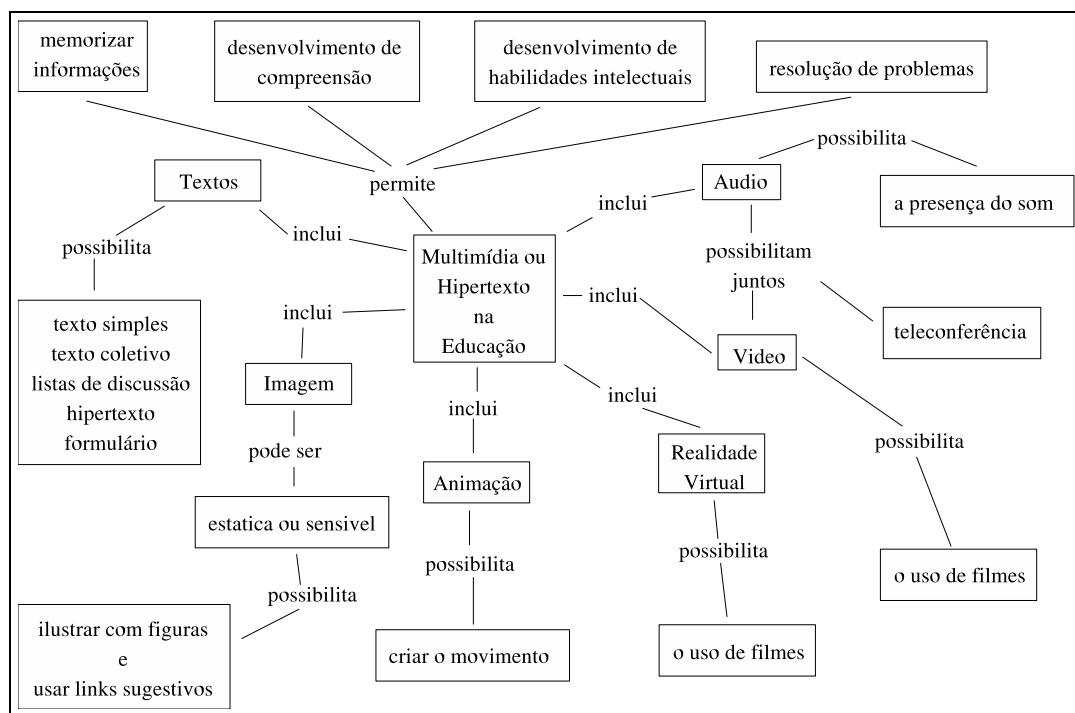 memorizar
informações
desenvolvimento de
compreensão
desenvolvimento de
habilidades intelectuais
resolução de problemas
permite
Textos
possibilita
inclui
texto simples
texto coletivo
listas de discussão
hipertexto
formulário
Multimídia ou
Hipertexto
na
Educação
inclui
Audio
possibilita
a presença do som
possibilitam
juntos
teleconferência
inclui
Video
possibilita
o uso de filmes
inclui
Imagem
pode ser
estatica ou sensivel
possibilita
ilustrar com figuras
e
usar links sugestivos
inclui
Animação
possibilita
criar o movimento
inclui
Realidade
Virtual
possibilita
o uso de filmes